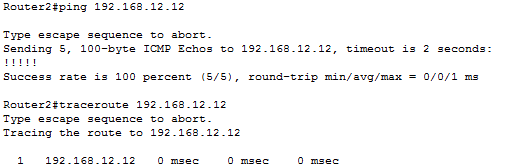 Router2#ping 192.168.12.12
Type escape sequence to abort.
Sending 5, 100-byte ICMP Echos to 192.168.12.12, timeout is 2 seconds:
!!!!!
Success rate is 100 percent (5/5), round-trip min/avg/max = 0/0/1 ms
Router2#traceroute 192.168.12.12
Type escape sequence to abort.
Tracing the route to 192.168.12.12
1 192.168.12.12 0 msec 0 msec 0 msec